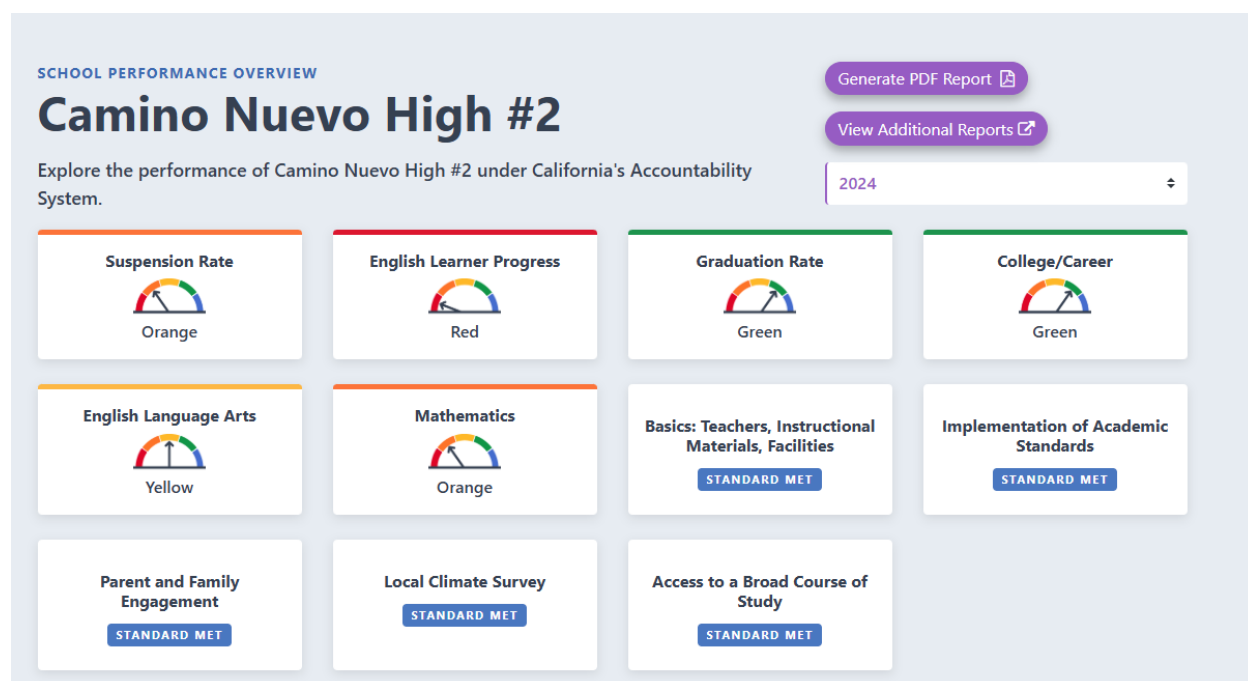 SCHOOL PERFORMANCE OVERVIEW
Camino Nuevo High #2
Explore the performance of Camino Nuevo High #2 under California's Accountability
System.
Generate PDF Report
View Additional Reports
2024
Suspension Rate
Orange
English Learner Progress
Red
Graduation Rate
Green
College/Career
Green
English Language Arts
Yellow
Mathematics
Orange
Basics: Teachers, Instructional
Materials, Facilities
STANDARD MET
Implementation of Academic
Standards
STANDARD MET
Parent and Family
Engagement
STANDARD MET
Local Climate Survey
STANDARD MET
Access to a Broad Course of
Study
STANDARD MET